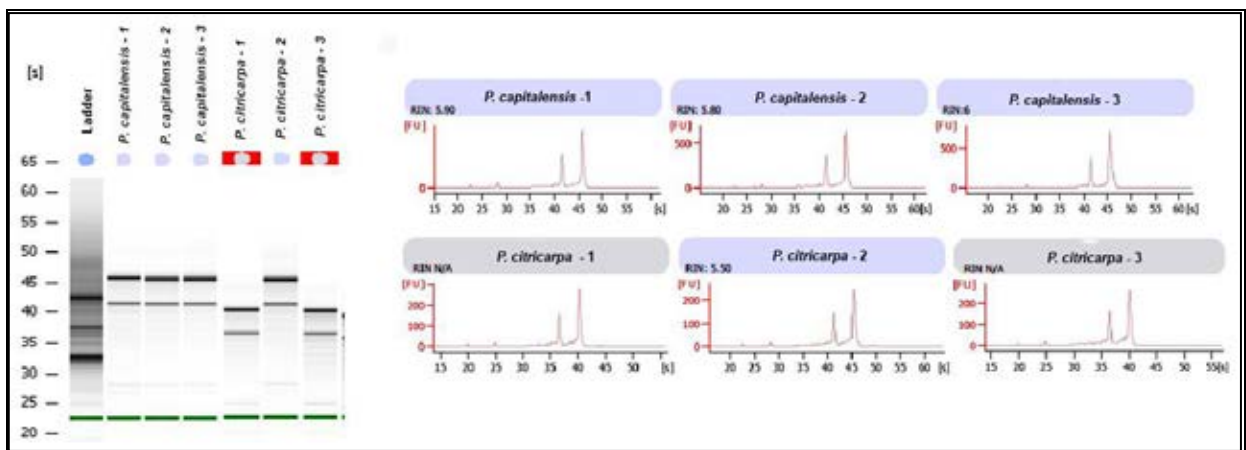 [s]
Ladder
P. capitalensis - 1
P. capitalensis - 2
P. capitalensis - 3
P. citricarpa - 1
P. citricarpa - 2
P. citricarpa - 3
65
60
55
50
45
40
35
30
25
20
P. capitalensis -1
RIN: 5.90
[FU]
0
15 20 25 30 35 40 45 50 55 60 [s]
P. capitalensis - 2
RIN: 5.80
[FU]
500
0
20 25 30 35 40 45 50 55 60 [s]
P. capitalensis - 3
RIN:6
[FU]
500
0
20 25 30 35 40 45 50 55 60 [s]
P. citricarpa - 1
RIN N/A
[FU]
200
100
0
15 20 25 30 35 40 45 50 [s]
P. citricarpa - 2
RIN: 5.50
[FU]
200
100
0
20 25 30 35 40 45 50 55 60 [s]
P. citricarpa - 3
RIN N/A
[FU]
200
100
0
15 20 25 30 35 40 45 50 55[s]